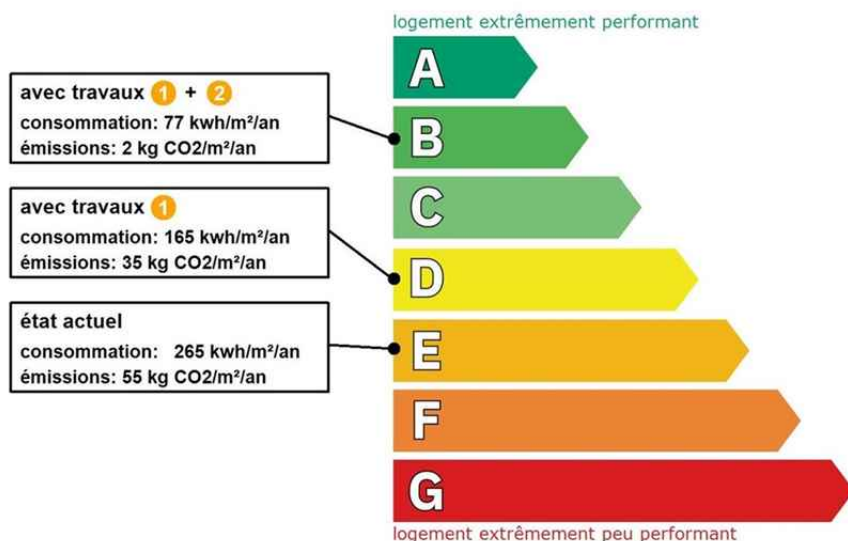 logement extrêmement performant
A
avec travaux 1 + 2
consommation: 77 kwh/m²/an
émissions: 2 kg CO2/m²/an
B
C
avec travaux 1
consommation: 165 kwh/m²/an
émissions: 35 kg CO2/m²/an
D
état actuel
consommation: 265 kwh/m²/an
émissions: 55 kg CO2/m²/an
E
F
G
logement extrêmement peu performant